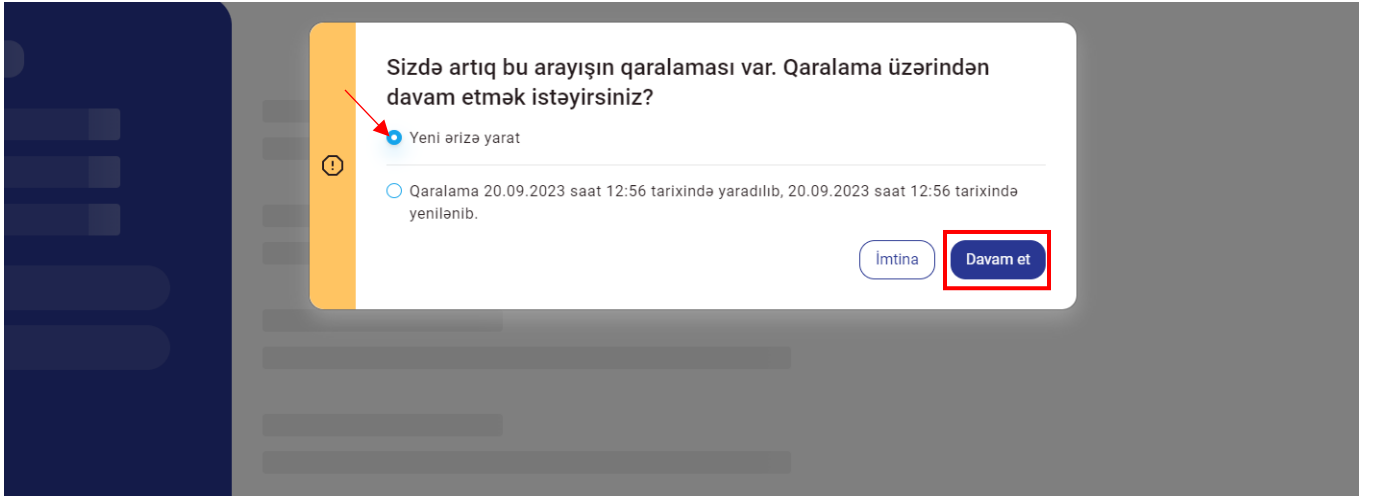 Sizdə artıq bu arayışın qaralaması var. Qaralama üzərindən
davam etmək istəyirsiniz?
Yeni ərizə yarat
Qaralama 20.09.2023 saat 12:56 tarixində yaradılıb, 20.09.2023 saat 12:56 tarixində
yenilənib.
İmtina
Davam et